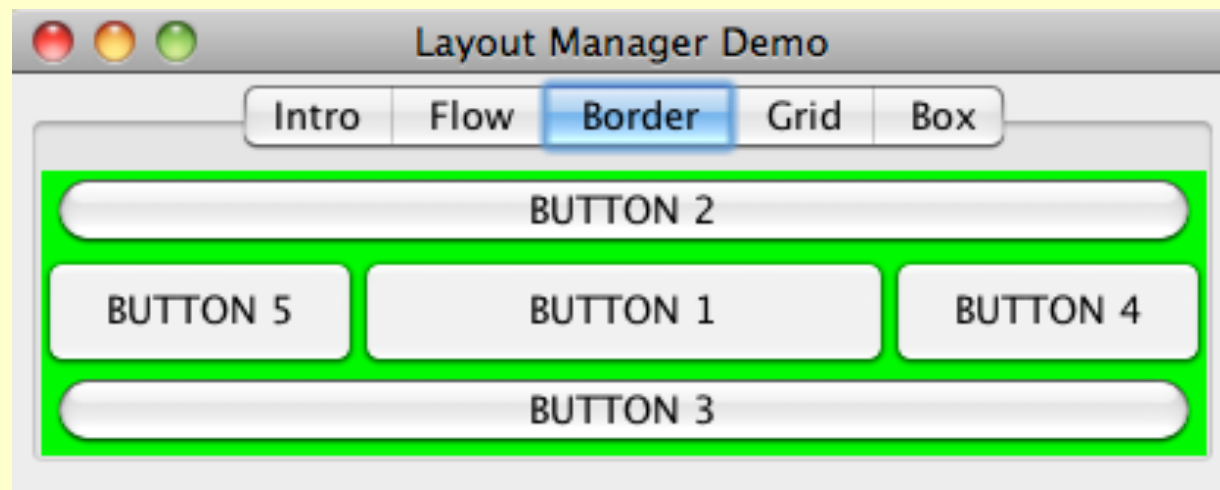 Layout Manager Demo
Intro Flow Border Grid Box
BUTTON 2
BUTTON 5 BUTTON 1 BUTTON 4
BUTTON 3